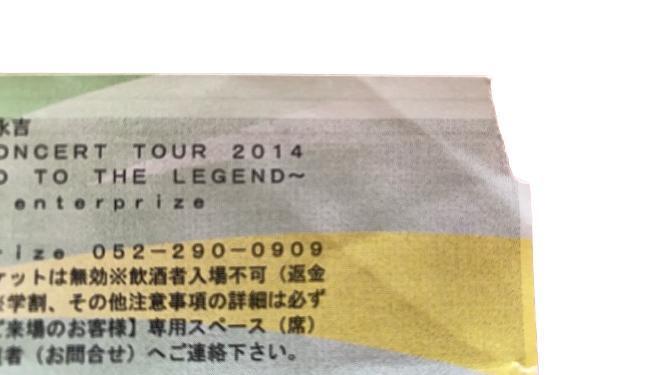 永吉
ONCERT TOUR 2014
O TO THE LEGEND~
enterprize
rize 052-290-0909
ケットは無効※飲酒者入場不可（返金
※学割、その他注意事項の詳細は必ず
ご来場のお客様】専用スペース（席）
者（お問合せ）へご連絡下さい。